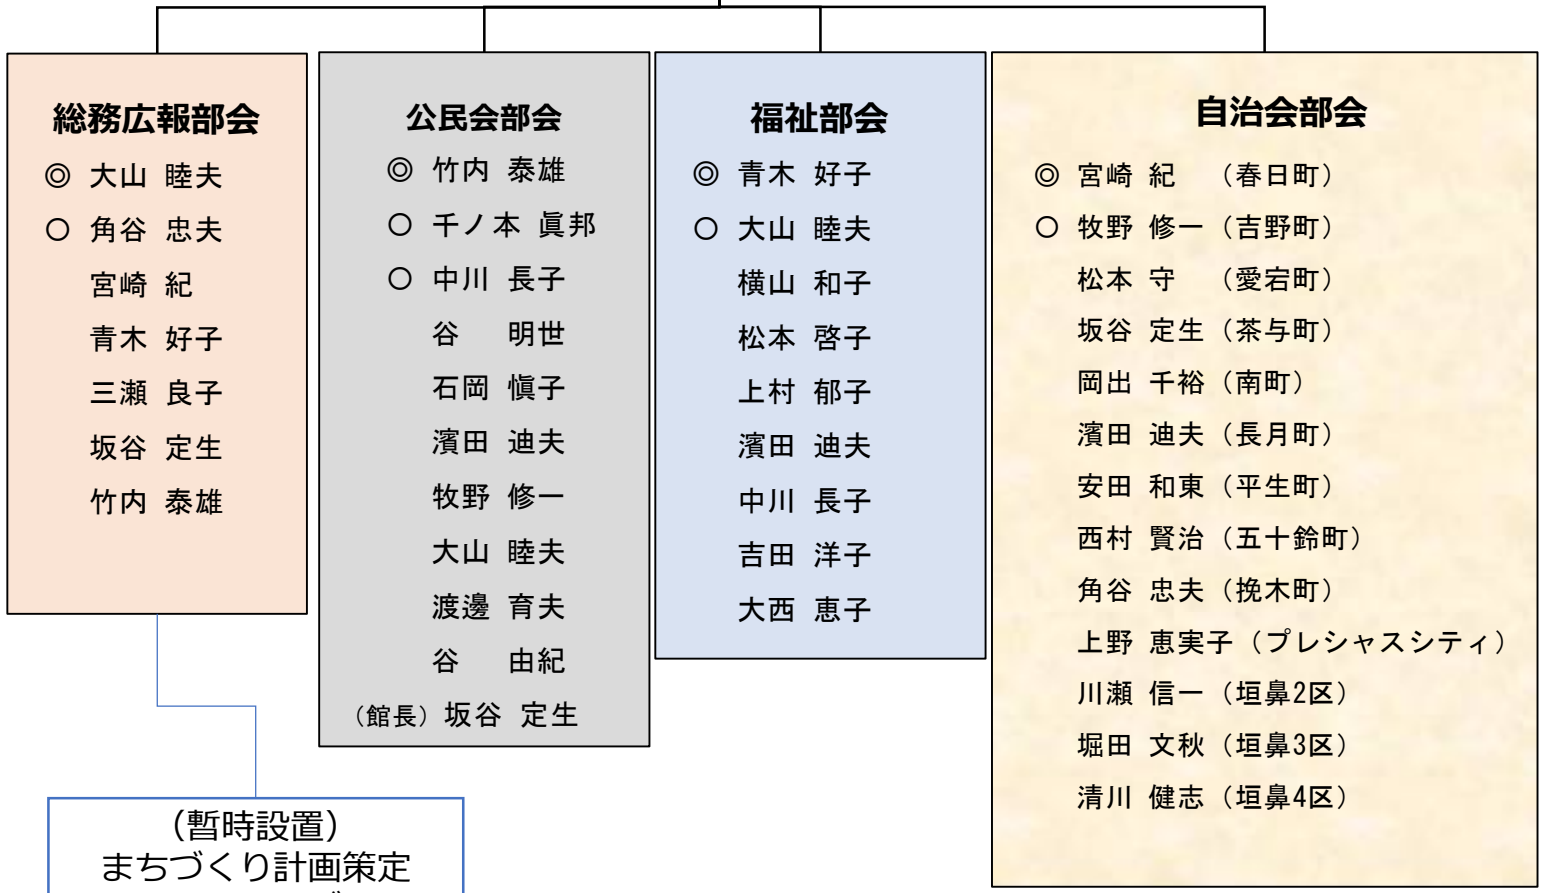 総務広報部会
◎ 大山 睦夫
○ 角谷 忠夫
宮崎 紀
青木 好子
三瀬 良子
坂谷 定生
竹内 泰雄
公民会部会
◎ 竹内 泰雄
○ 千ノ本 眞邦
○ 中川 長子
谷 明世
石岡 愼子
濱田 迪夫
牧野 修一
大山 睦夫
渡邊 育夫
谷 由紀
（館長）坂谷 定生
福祉部会
◎ 青木 好子
○ 大山 睦夫
横山 和子
松本 啓子
上村 郁子
濱田 迪夫
中川 長子
吉田 洋子
大西 恵子
自治会部会
◎ 宮崎 紀 （春日町）
○ 牧野 修一（吉野町）
松本 守 （愛宕町）
坂谷 定生（茶与町）
岡出 千裕（南町）
濱田 迪夫（長月町）
安田 和東（平生町）
西村 賢治（五十鈴町）
角谷 忠夫（挽木町）
上野 恵実子（プレシャスシティ）
川瀬 信一（垣鼻2区）
堀田 文秋（垣鼻3区）
清川 健志（垣鼻4区）
（暫時設置）
まちづくり計画策定